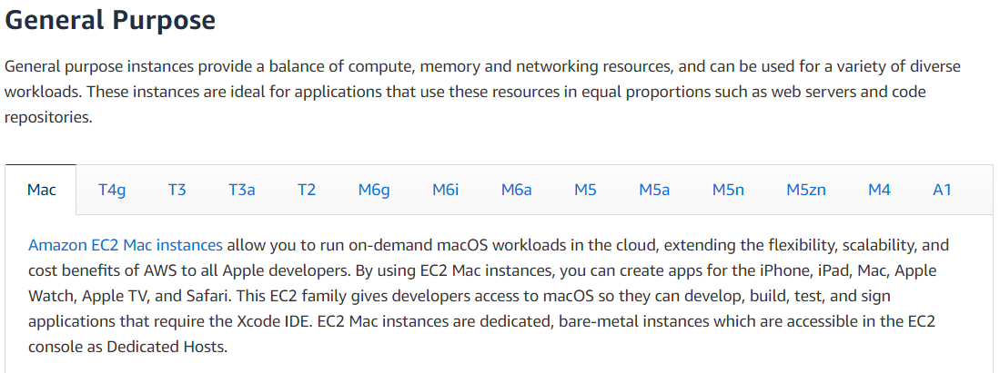 General Purpose
General purpose instances provide a balance of compute, memory and networking resources, and can be used for a variety of diverse
workloads. These instances are ideal for applications that use these resources in equal proportions such as web servers and code
repositories.
Mac T4g T3 T3a T2 M6g M6i M6a M5 M5a M5n M5zn M4 A1
Amazon EC2 Mac instances allow you to run on-demand macOS workloads in the cloud, extending the flexibility, scalability, and
cost benefits of AWS to all Apple developers. By using EC2 Mac instances, you can create apps for the iPhone, iPad, Mac, Apple
Watch, Apple TV, and Safari. This EC2 family gives developers access to macOS so they can develop, build, test, and sign
applications that require the Xcode IDE. EC2 Mac instances are dedicated, bare-metal instances which are accessible in the EC2
console as Dedicated Hosts.